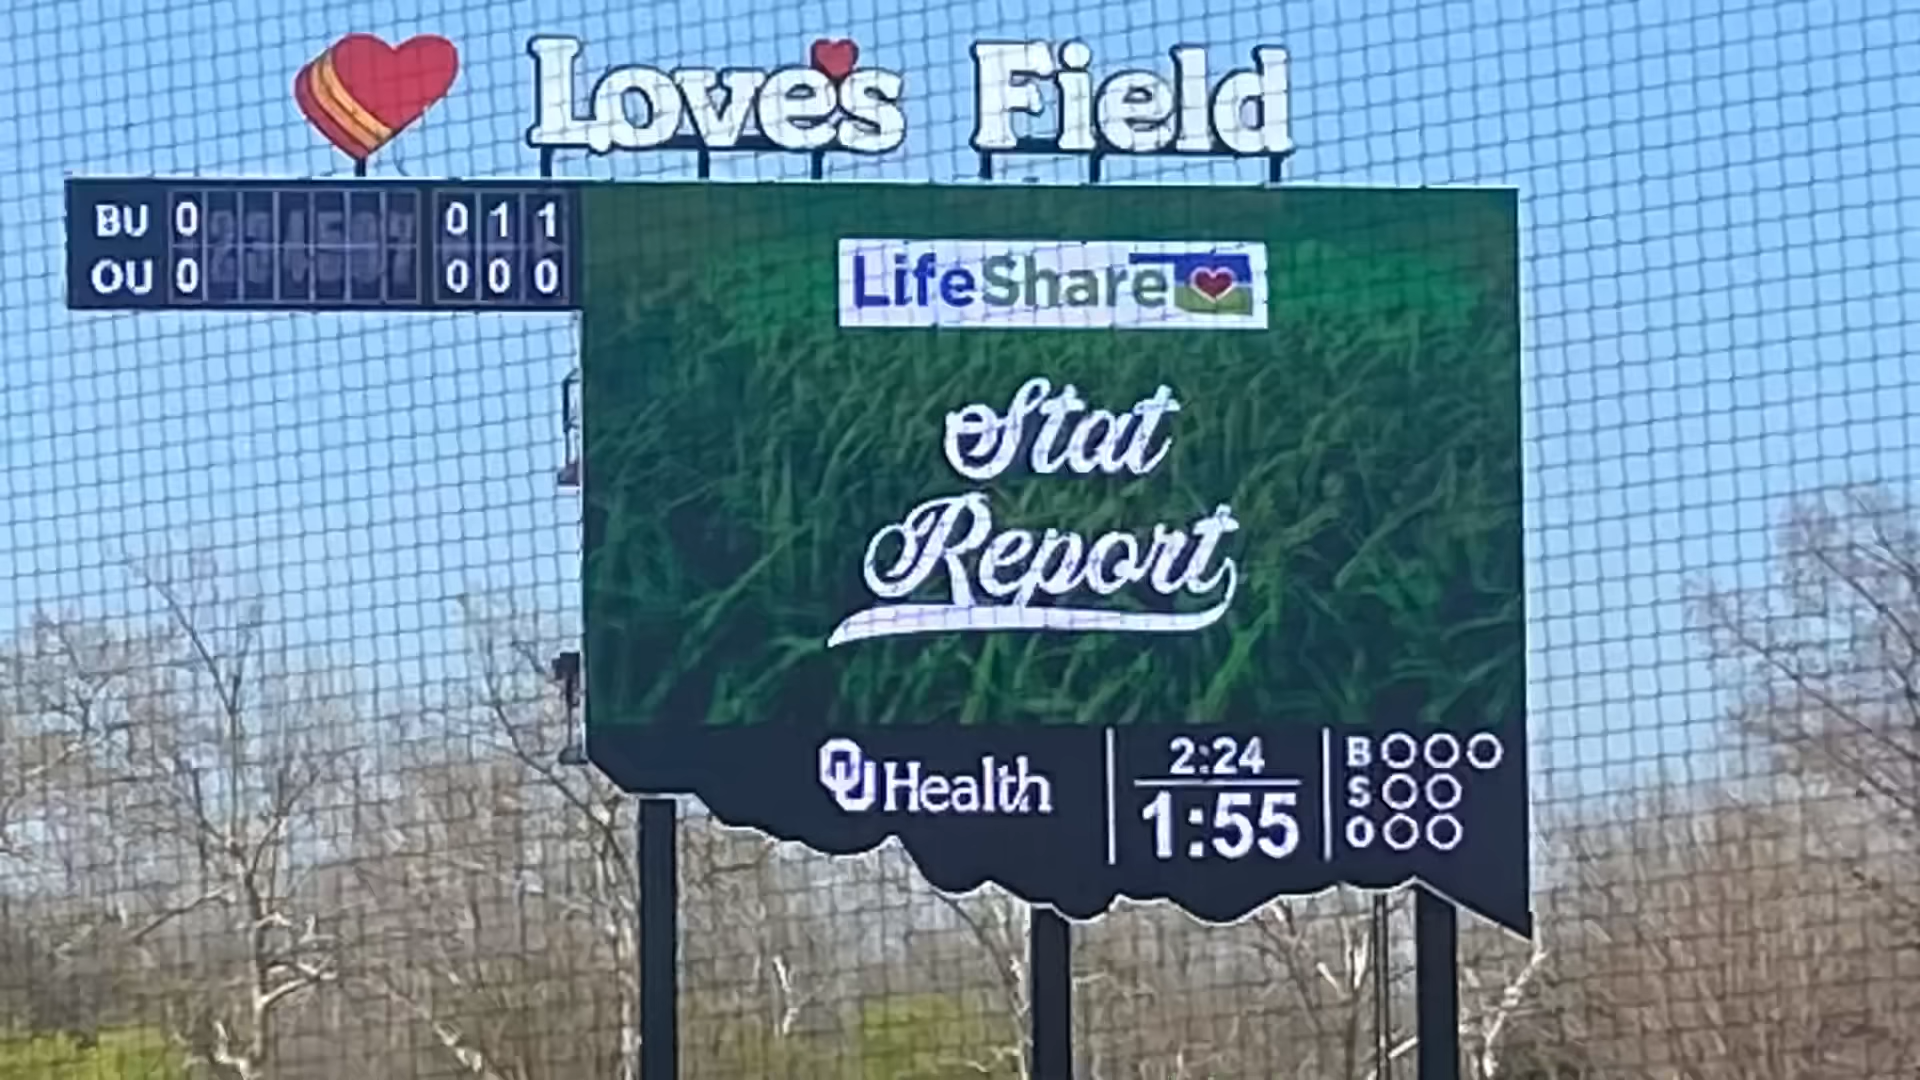 Love's Field
BU 0 0 1 1
OU 0 0 0 0
LifeShare
Stat
Report
OU Health
2:24
1:55
B
S
O